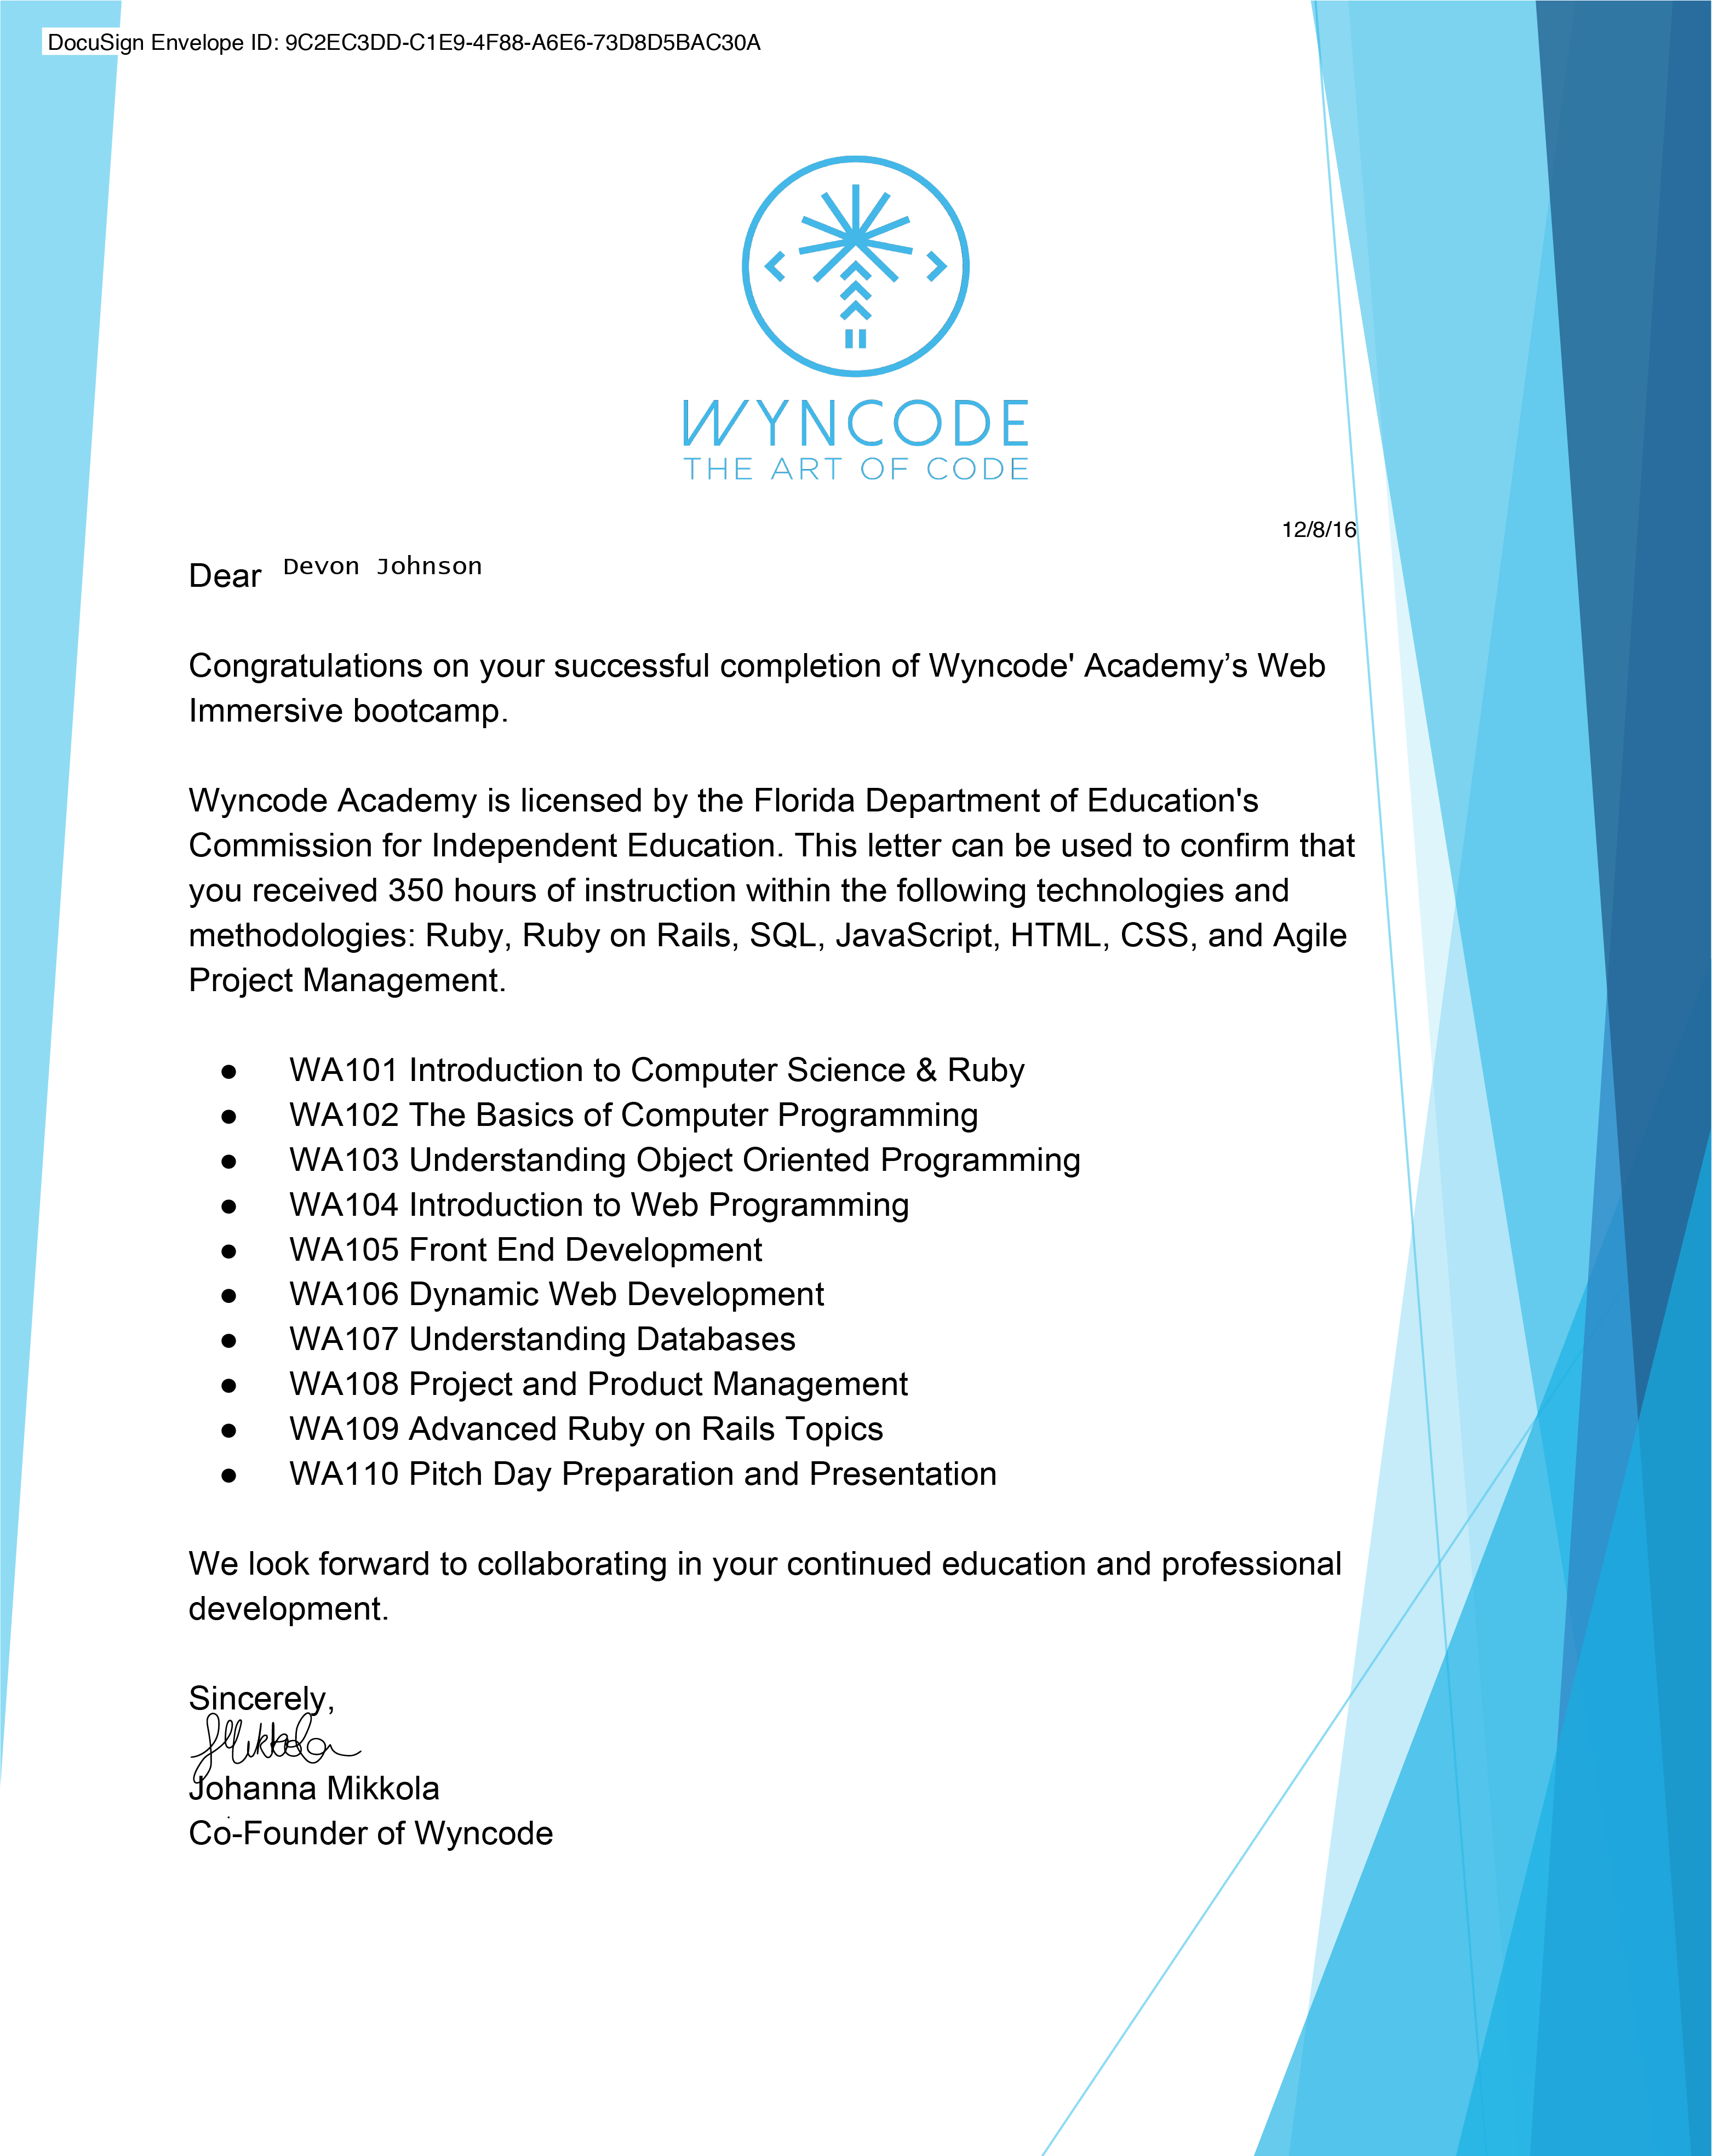 DocuSign Envelope ID: 9C2EC3DD-C1E9-4F88-A6E6-73D8D5BAC30A
WYNCODE
THE ART OF CODE
12/8/16
Dear Devon Johnson
Congratulations on your successful completion of Wyncode' Academy’s Web
Immersive bootcamp.
Wyncode Academy is licensed by the Florida Department of Education's
Commission for Independent Education. This letter can be used to confirm that
you received 350 hours of instruction within the following technologies and
methodologies: Ruby, Ruby on Rails, SQL, JavaScript, HTML, CSS, and Agile
Project Management.
● WA101 Introduction to Computer Science & Ruby
● WA102 The Basics of Computer Programming
● WA103 Understanding Object Oriented Programming
● WA104 Introduction to Web Programming
● WA105 Front End Development
● WA106 Dynamic Web Development
● WA107 Understanding Databases
● WA108 Project and Product Management
● WA109 Advanced Ruby on Rails Topics
● WA110 Pitch Day Preparation and Presentation
We look forward to collaborating in your continued education and professional
development.
Sincerely,
JMikkola
Johanna Mikkola
Co-Founder of Wyncode